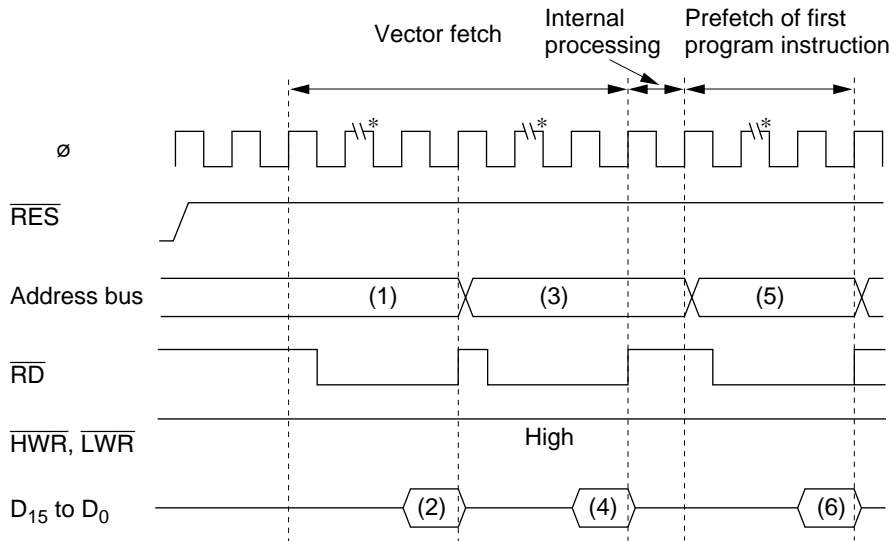 Vector fetch
Internal
processing
Prefetch of first
program instruction
*
*
*
ø
RES
Address bus
(1)
(3)
(5)
RD
HWR, LWR
High
D15 to D0
(2)
(4)
(6)